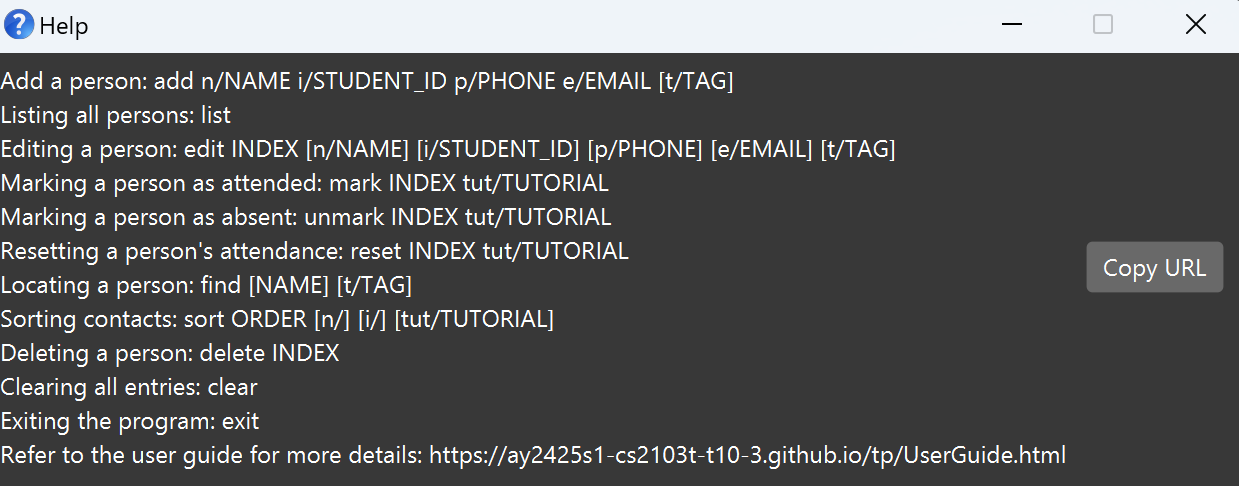 Help
Add a person: add n/NAME i/STUDENT_ID p/PHONE e/EMAIL [t/TAG]
Listing all persons: list
Editing a person: edit INDEX [n/NAME] [i/STUDENT_ID] [p/PHONE] [e/EMAIL] [t/TAG]
Marking a person as attended: mark INDEX tut/TUTORIAL
Marking a person as absent: unmark INDEX tut/TUTORIAL
Resetting a person's attendance: reset INDEX tut/TUTORIAL
Locating a person: find [NAME] [t/TAG]
Sorting contacts: sort ORDER [n/] [i/] [tut/TUTORIAL]
Deleting a person: delete INDEX
Clearing all entries: clear
Exiting the program: exit
Refer to the user guide for more details: https://ay2425s1-cs2103t-t10-3.github.io/tp/UserGuide.html
Copy URL